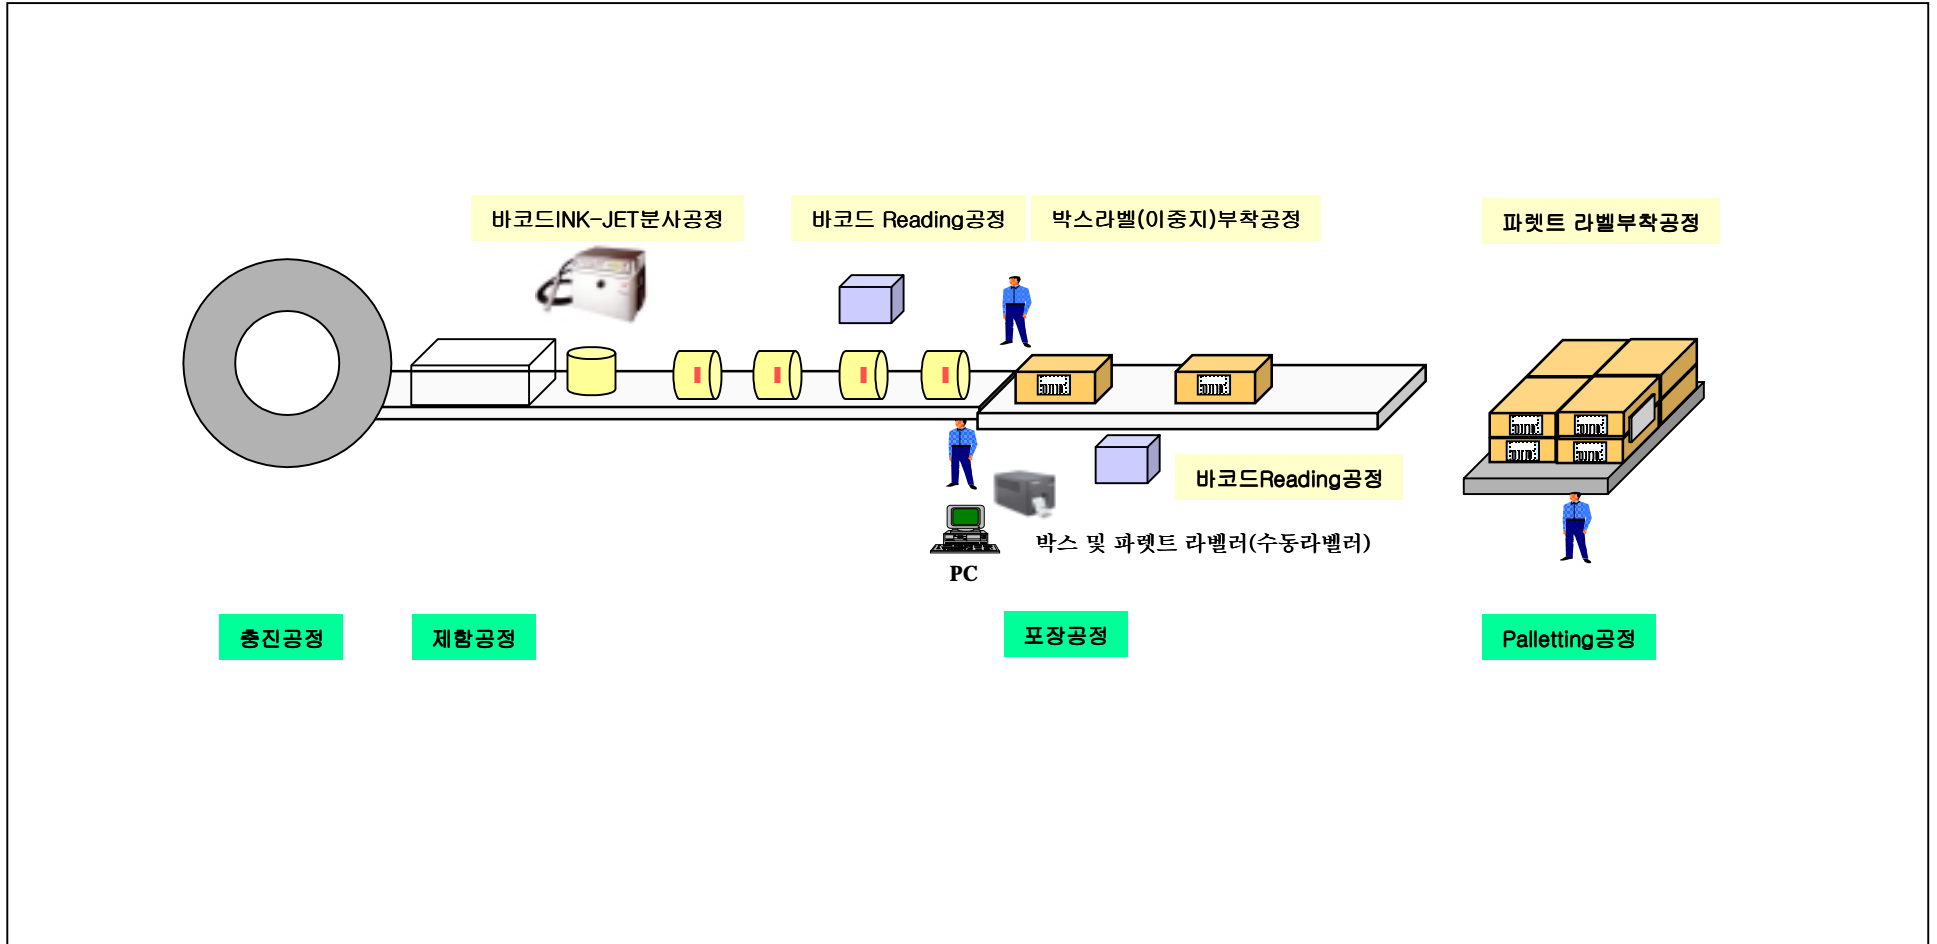 바코드INK-JET분사공정
바코드 Reading공정
박스라벨(이중지)부착공정
파렛트 라벨부착공정
바코드Reading공정
박스 및 파렛트 라벨러(수동라벨러)
PC
충진공정
제함공정
포장공정
Palletting공정